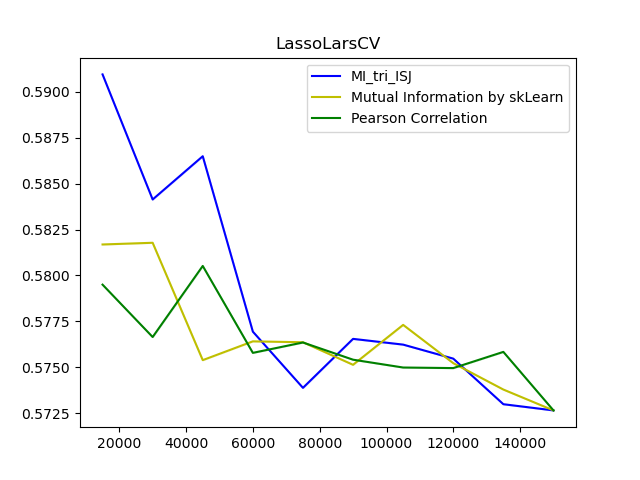 LassoLarsCV
MI_tri_ISJ
Mutual Information by skLearn
Pearson Correlation
0.5900
0.5875
0.5850
0.5825
0.5800
0.5775
0.5750
0.5725
20000 40000 60000 80000 100000 120000 140000